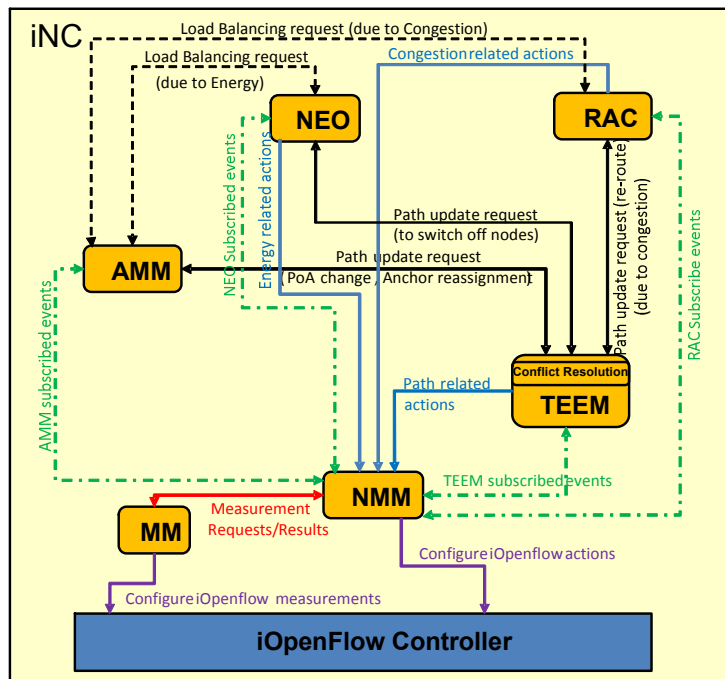 iNC
Load Balancing request (due to Congestion)
Load Balancing request
(due to Energy)
Congestion related actions
NEO
RAC
NEO Subscribed events
Energy related actions
Path update request
(to switch off nodes)
Path update request (re-route,
(due to congestion)
RAC Subscribe events
AMM
Path update request
(PoA change , Anchor reassignment)
AMM subscribed events
Conflict Resolution
TEEM
Path related
actions
TEEM subscribed events
NMM
Measurement
Requests/Results
MM
Configure iOpenflow actions
Configure iOpenflow measurements
iOpenFlow Controller